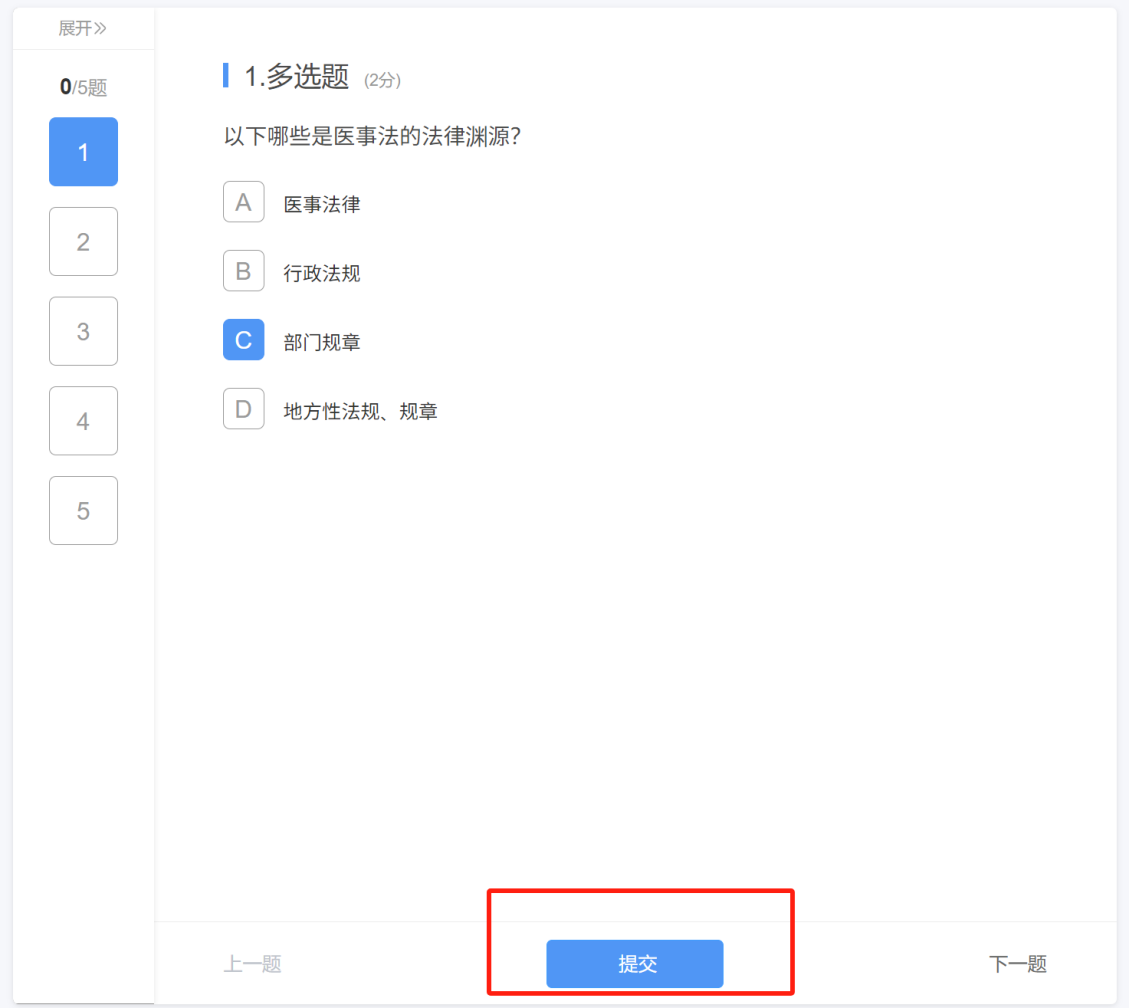 展开»
0/5题
1
2
3
4
5
1.多选题 (2分)
以下哪些是医事法的法律渊源?
A 医事法律
B 行政法规
C 部门规章
D 地方性法规、规章
上一题 提交 下一题